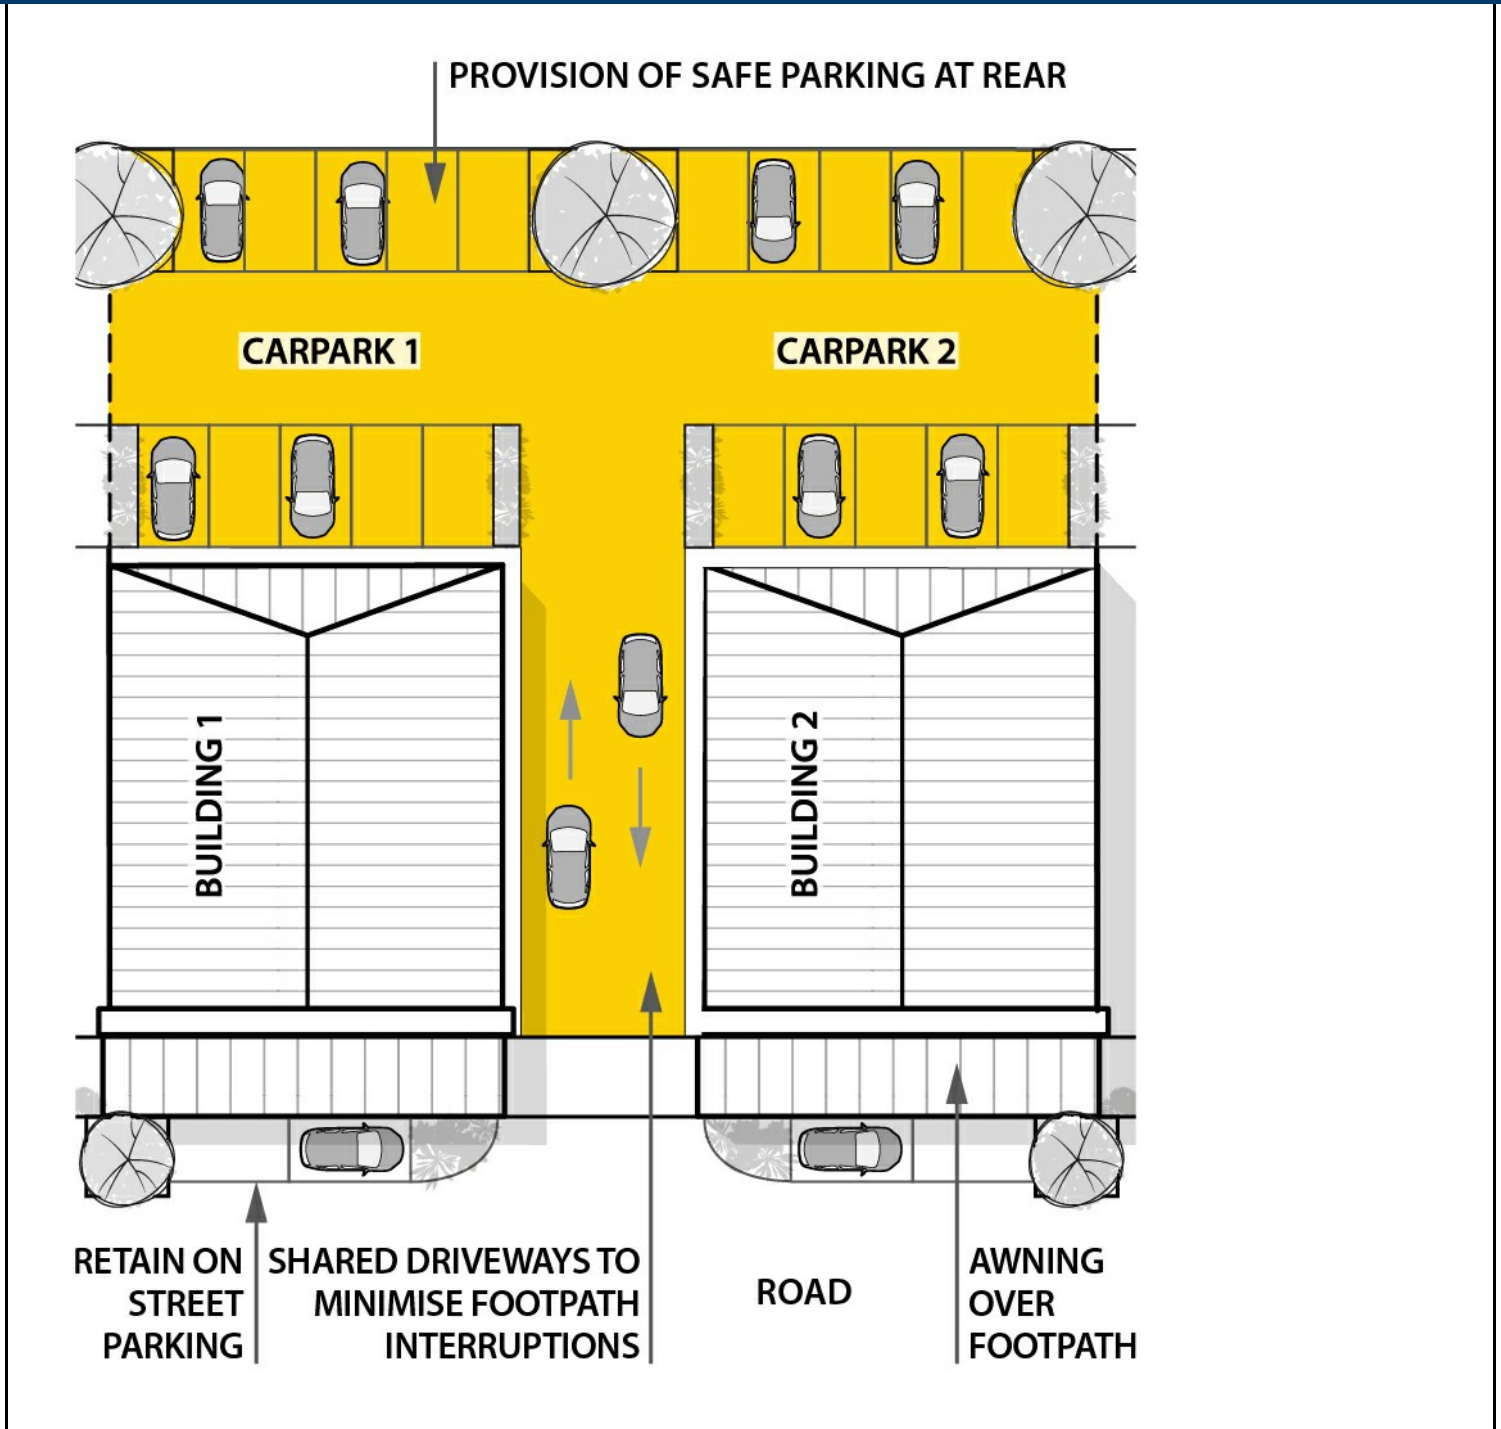 PROVISION OF SAFE PARKING AT REAR
CARPARK 1
CARPARK 2
BUILDING 1
BUILDING 2
RETAIN ON
STREET
PARKING
SHARED DRIVEWAYS TO
MINIMISE FOOTPATH
INTERRUPTIONS
ROAD
AWNING
OVER
FOOTPATH